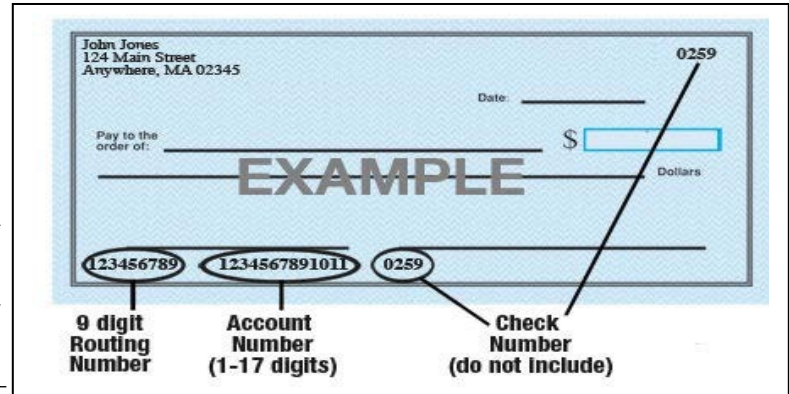 John Jones
124 Main Street
Anywhere, MA 02345
0259
Date:
Pay to the
order of:
$
EXAMPLE
Dollars
123456789 1234567891011 0259
9 digit
Routing
Number
Account
Number
(1-17 digits)
Check
Number
(do not include)